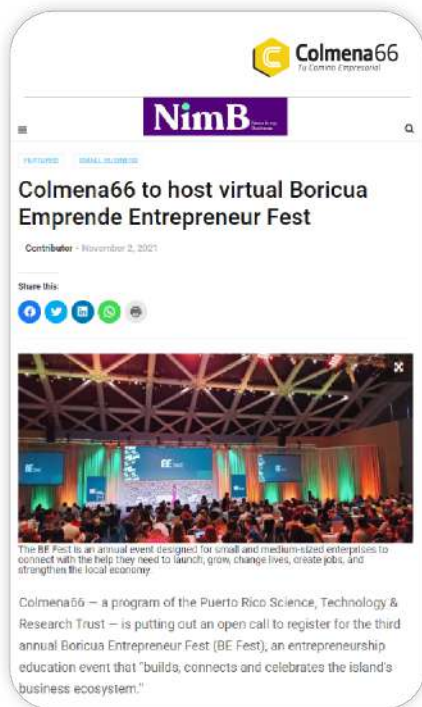 Colmena66
Tu Camino Empresarial
NimB
FEATURED SMALL BUSINESS
Colmena66 to host virtual Boricua
Emprende Entrepreneur Fest
Contributor - November 2, 2021
Share this:
The BE Fest is an annual event designed for small and medium-sized enterprises to
connect with the help they need to launch, grow, change lives, create jobs, and
strengthen the local economy.
Colmena66 — a program of the Puerto Rico Science, Technology &
Research Trust — is putting out an open call to register for the third
annual Boricua Entrepreneur Fest (BE Fest), an entrepreneurship
education event that "builds, connects and celebrates the island's
business ecosystem."